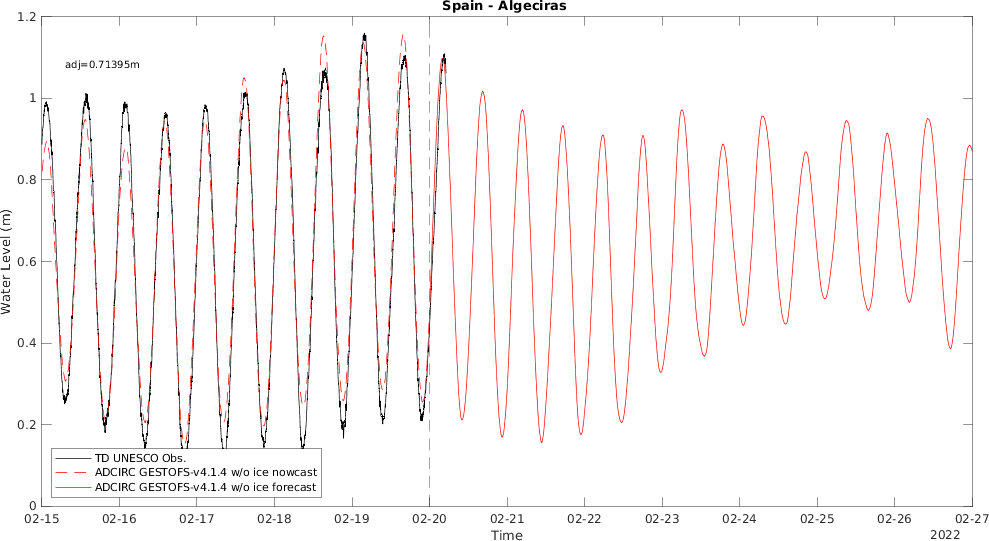 Spain - Algeciras
1.2
adj=0.71395m
1
0.8
0.6
0.4
0.2
0
Water Level (m)
TD UNESCO Obs.
ADCIRC GESTOFS-v4.1.4 w/o ice nowcast
ADCIRC GESTOFS-v4.1.4 w/o ice forecast
02-15 02-16 02-17 02-18 02-19 02-20 02-21 02-22 02-23 02-24 02-25 02-26 02-27
Time
2022